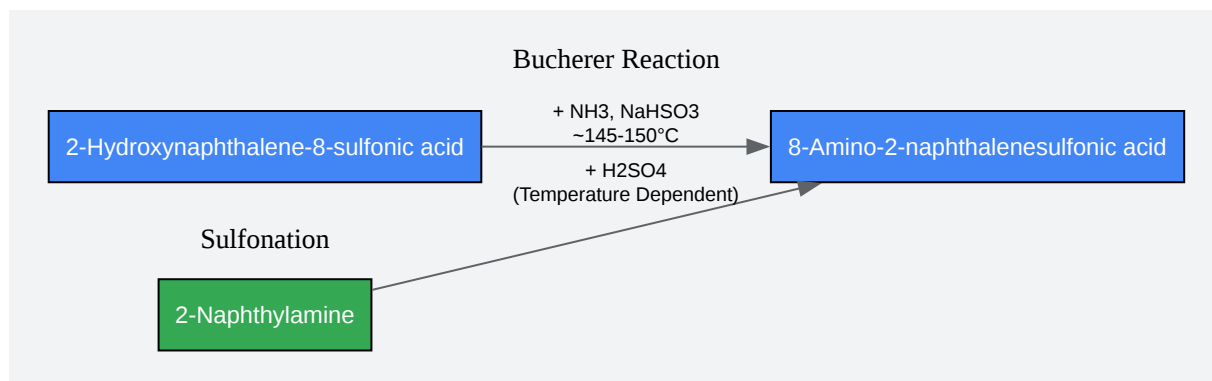 Bucherer Reaction
+ NH3, NaHSO3
~145-150°C
2-Hydroxynaphthalene-8-sulfonic acid
8-Amino-2-naphthalenesulfonic acid
+ H2SO4
(Temperature Dependent)
Sulfonation
2-Naphthylamine